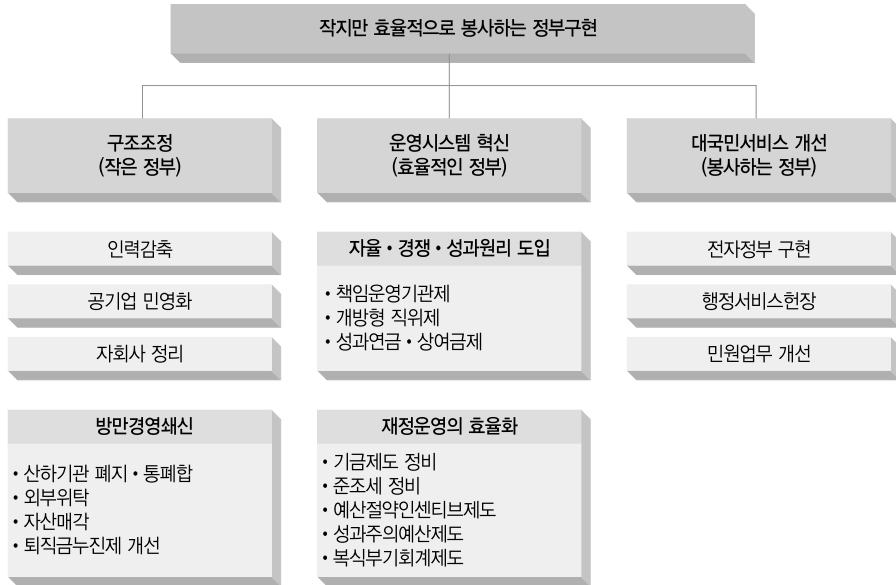 작지만 효율적으로 봉사하는 정부구현
구조조정
(작은 정부)
인력감축
공기업 민영화
자회사 정리
방만경영쇄신
• 산하기관 폐지 • 통폐합
• 외부위탁
• 자산매각
• 퇴직금누진제 개선
운영시스템 혁신
(효율적인 정부)
자율 • 경쟁 • 성과원리 도입
• 책임운영기관제
• 개방형 직위제
• 성과연금 • 상여금제
재정운영의 효율화
• 기금제도 정비
• 준조세 정비
• 예산절약인센티브제도
• 성과주의예산제도
• 복식부기회계제도
대국민서비스 개선
(봉사하는 정부)
전자정부 구현
행정서비스헌장
민원업무 개선